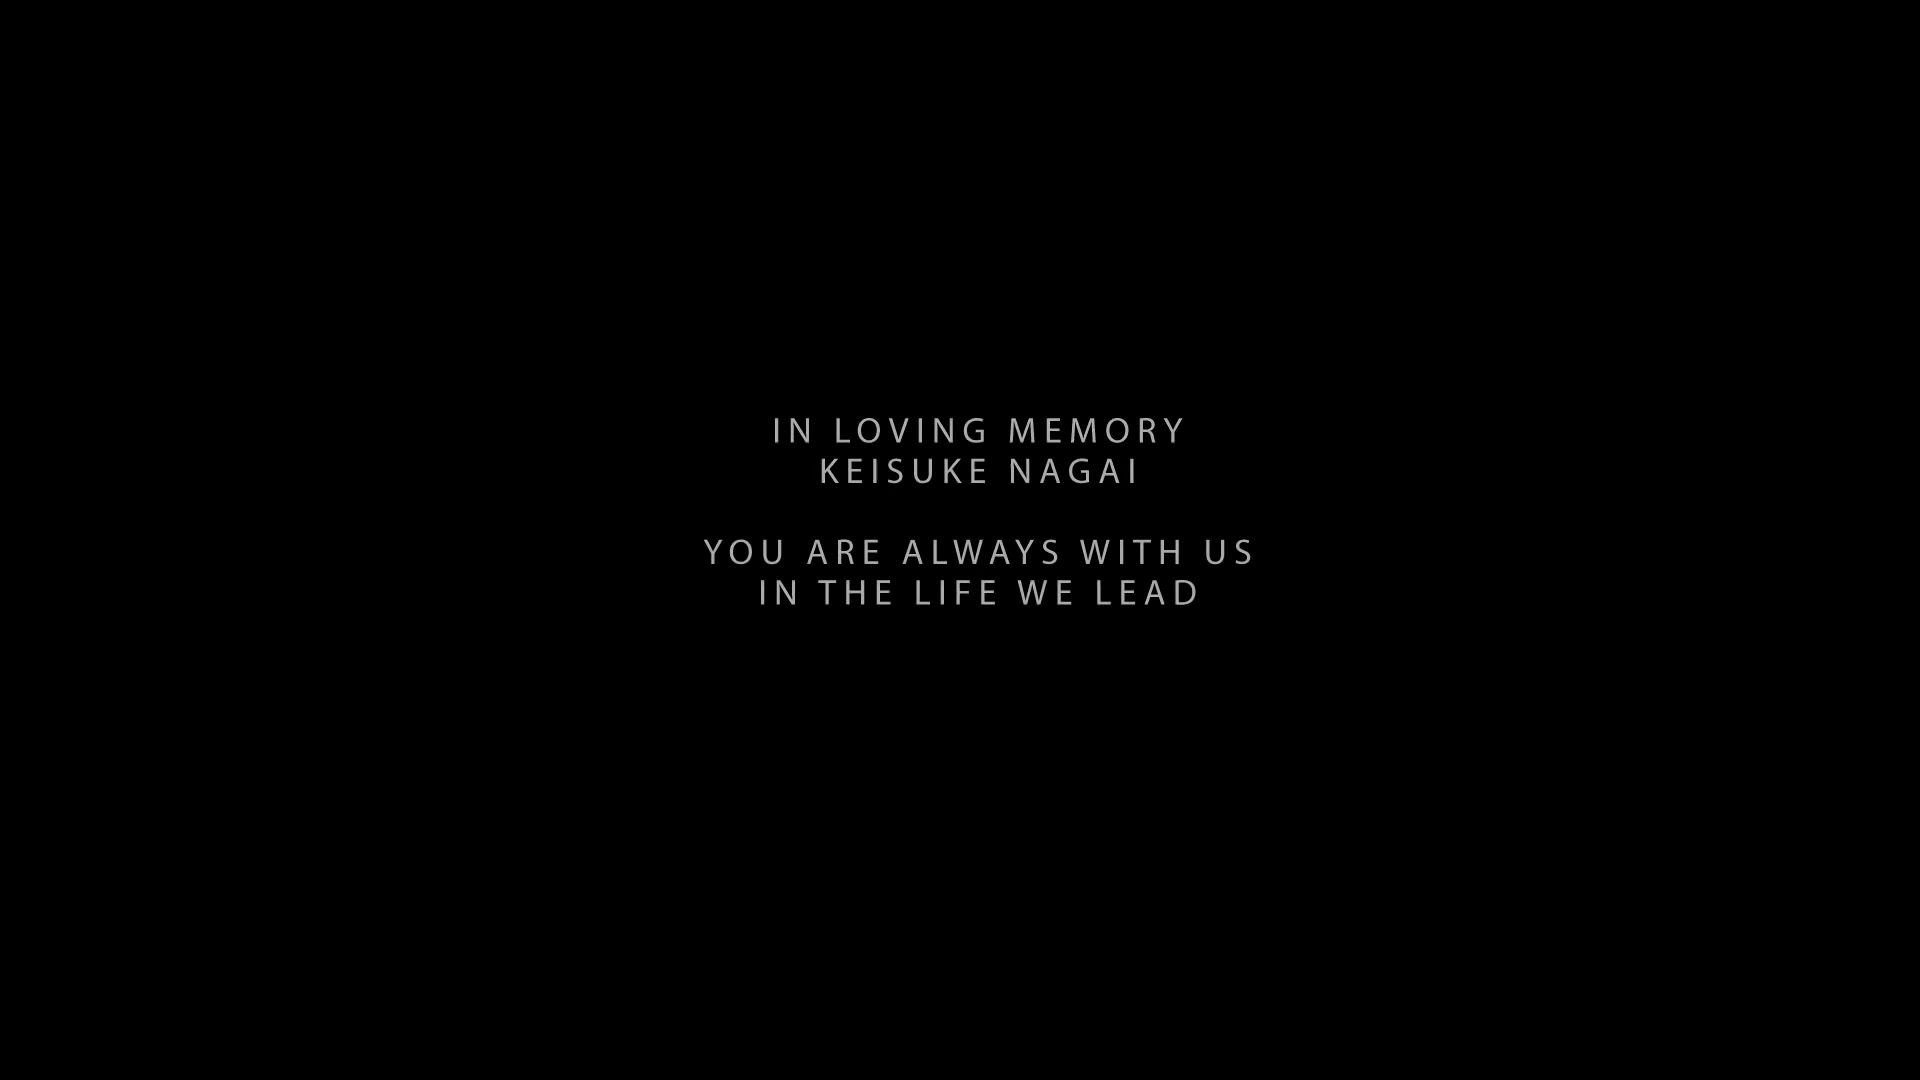 IN LOVING MEMORY
KEISUKE NAGAI
YOU ARE ALWAYS WITH US
IN THE LIFE WE LEAD